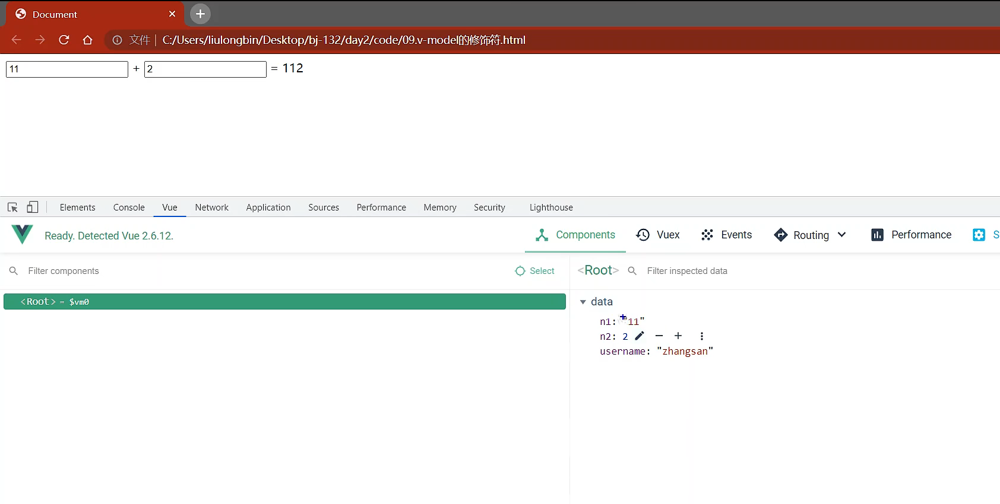 Document
文件 | C:/Users/liulongbin/Desktop/bj-132/day2/code/09.v-model的修饰符.html
11 + 2 = 112
Elements Console Vue Network Application Sources Performance Memory Security Lighthouse
Ready. Detected Vue 2.6.12. Components Vuex Events Routing Performance S
Filter components Select <Root> Filter inspected data
<Root> = $vm0
data
n1: "11"
n2: 2
username: "zhangsan"